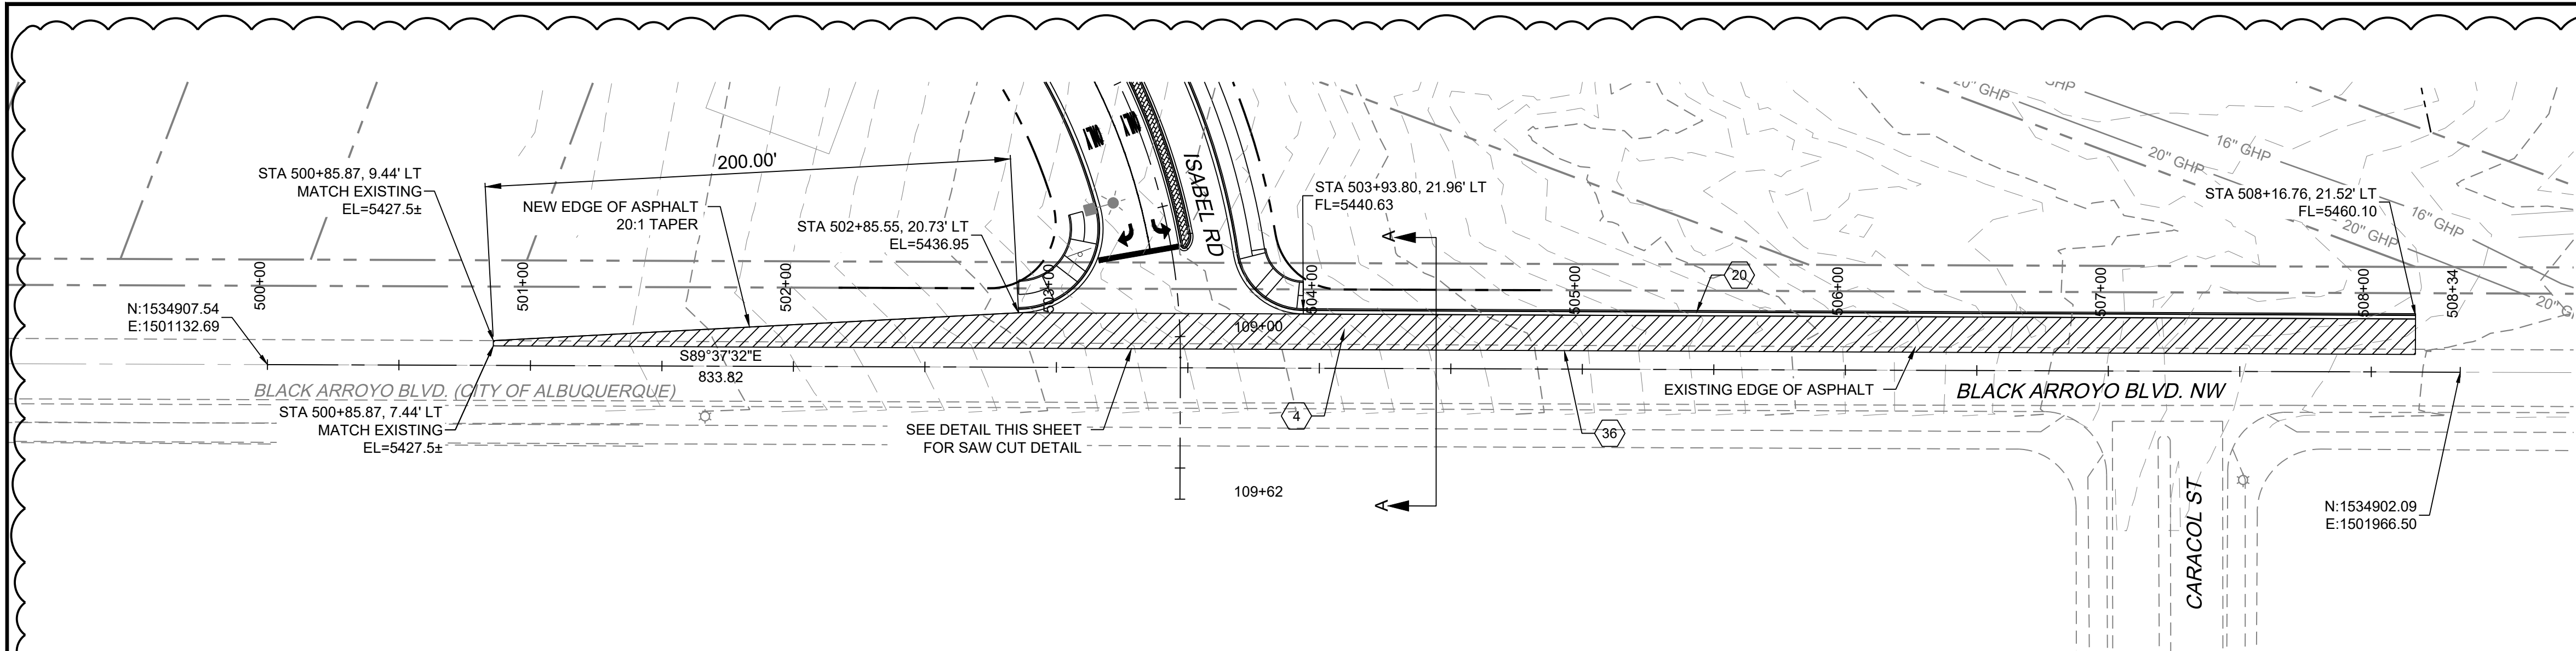 STA 500+85.87, 9.44' LT
MATCH EXISTING
EL=5427.5±
200.00'
NEW EDGE OF ASPHALT
20:1 TAPER
STA 502+85.55, 20.73' LT
EL=5436.95
ISABEL RD
STA 503+93.80, 21.96' LT
FL=5440.63
A
20
20" GHP
GHP
16" GHP
20" GHP
STA 508+16.76, 21.52' LT
FL=5460.10
16" GHP
20" GHP
20" G
500+00
501+00
502+00
503+00
504+00
505+00
506+00
507+00
508+00
508+34
N:1534907.54
E:1501132.69
109+00
S89°37'32"E
833.82
BLACK ARROYO BLVD. (CITY OF ALBUQUERQUE)
EXISTING EDGE OF ASPHALT
BLACK ARROYO BLVD. NW
STA 500+85.87, 7.44' LT
MATCH EXISTING
EL=5427.5±
SEE DETAIL THIS SHEET
FOR SAW CUT DETAIL
4
36
109+62
A
CARACOL ST
N:1534902.09
E:1501966.50